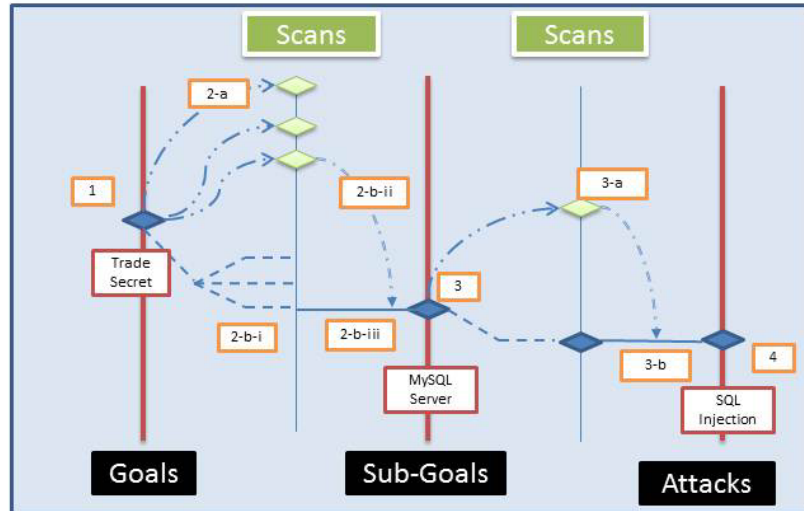 Scans
Scans
2-a
1
2-b-ii
3-a
Trade
Secret
3
2-b-i
2-b-iii
3-b
4
MySQL
Server
SQL
Injection
Goals
Sub-Goals
Attacks